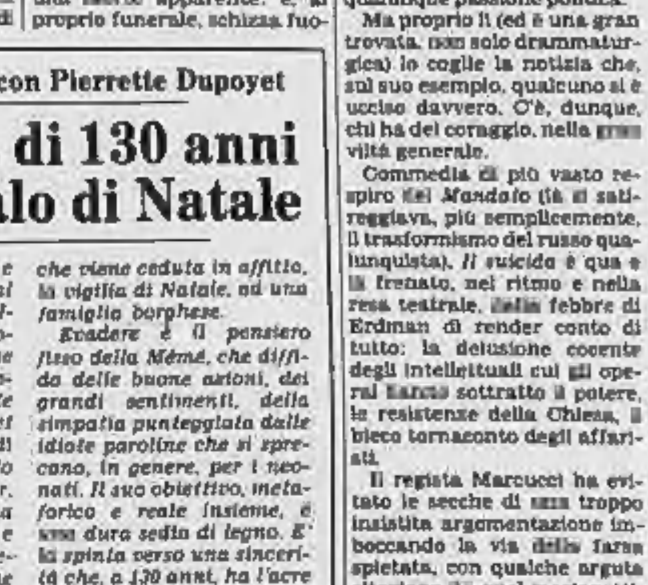 proprio funerale, schizza fuo-
con Pierrette Dupoyet
di 130 anni
alo di Natale
che viene ceduta in affitto,
la vigilia di Natale, ad una
famiglia borghese.
Evadere è il pensiero
fisso della Mémé, che diffi-
da delle buone azioni, dei
grandi sentimenti, della
simpatia punteggiata dalle
idiote paroline che si spre-
cano, in genere, per i neo-
nati. Il suo obiettivo, meta-
forico e reale insieme, è
una dura sedia di legno. E'
la spinta verso una sinceri-
tà che, a 130 anni, ha l'acre
qualunque passione politica.
Ma proprio lì (ed è una gran
trovata, non solo drammatur-
gica) lo coglie la notizia che,
sul suo esempio, qualcuno si è
ucciso davvero. C'è, dunque,
chi ha del coraggio, nella gran
viltà generale.
Commedia di più vasto re-
spiro del Mandato (là si sati-
reggiava, più semplicemente,
il trasformismo del russo qua-
lunquista), Il suicida è qua e
là frenato, nel ritmo e nella
resa teatrale, dalla febbre di
Erdman di render conto di
tutto: la delusione cocente
degli intellettuali cui gli ope-
rai hanno sottratto il potere,
le resistenze della Chiesa, il
bieco tornaconto degli affari-
sti.
Il regista Marcucci ha evi-
tato le secche di una troppo
insistita argomentazione im-
boccando la via della farsa
spietata, con qualche arguta